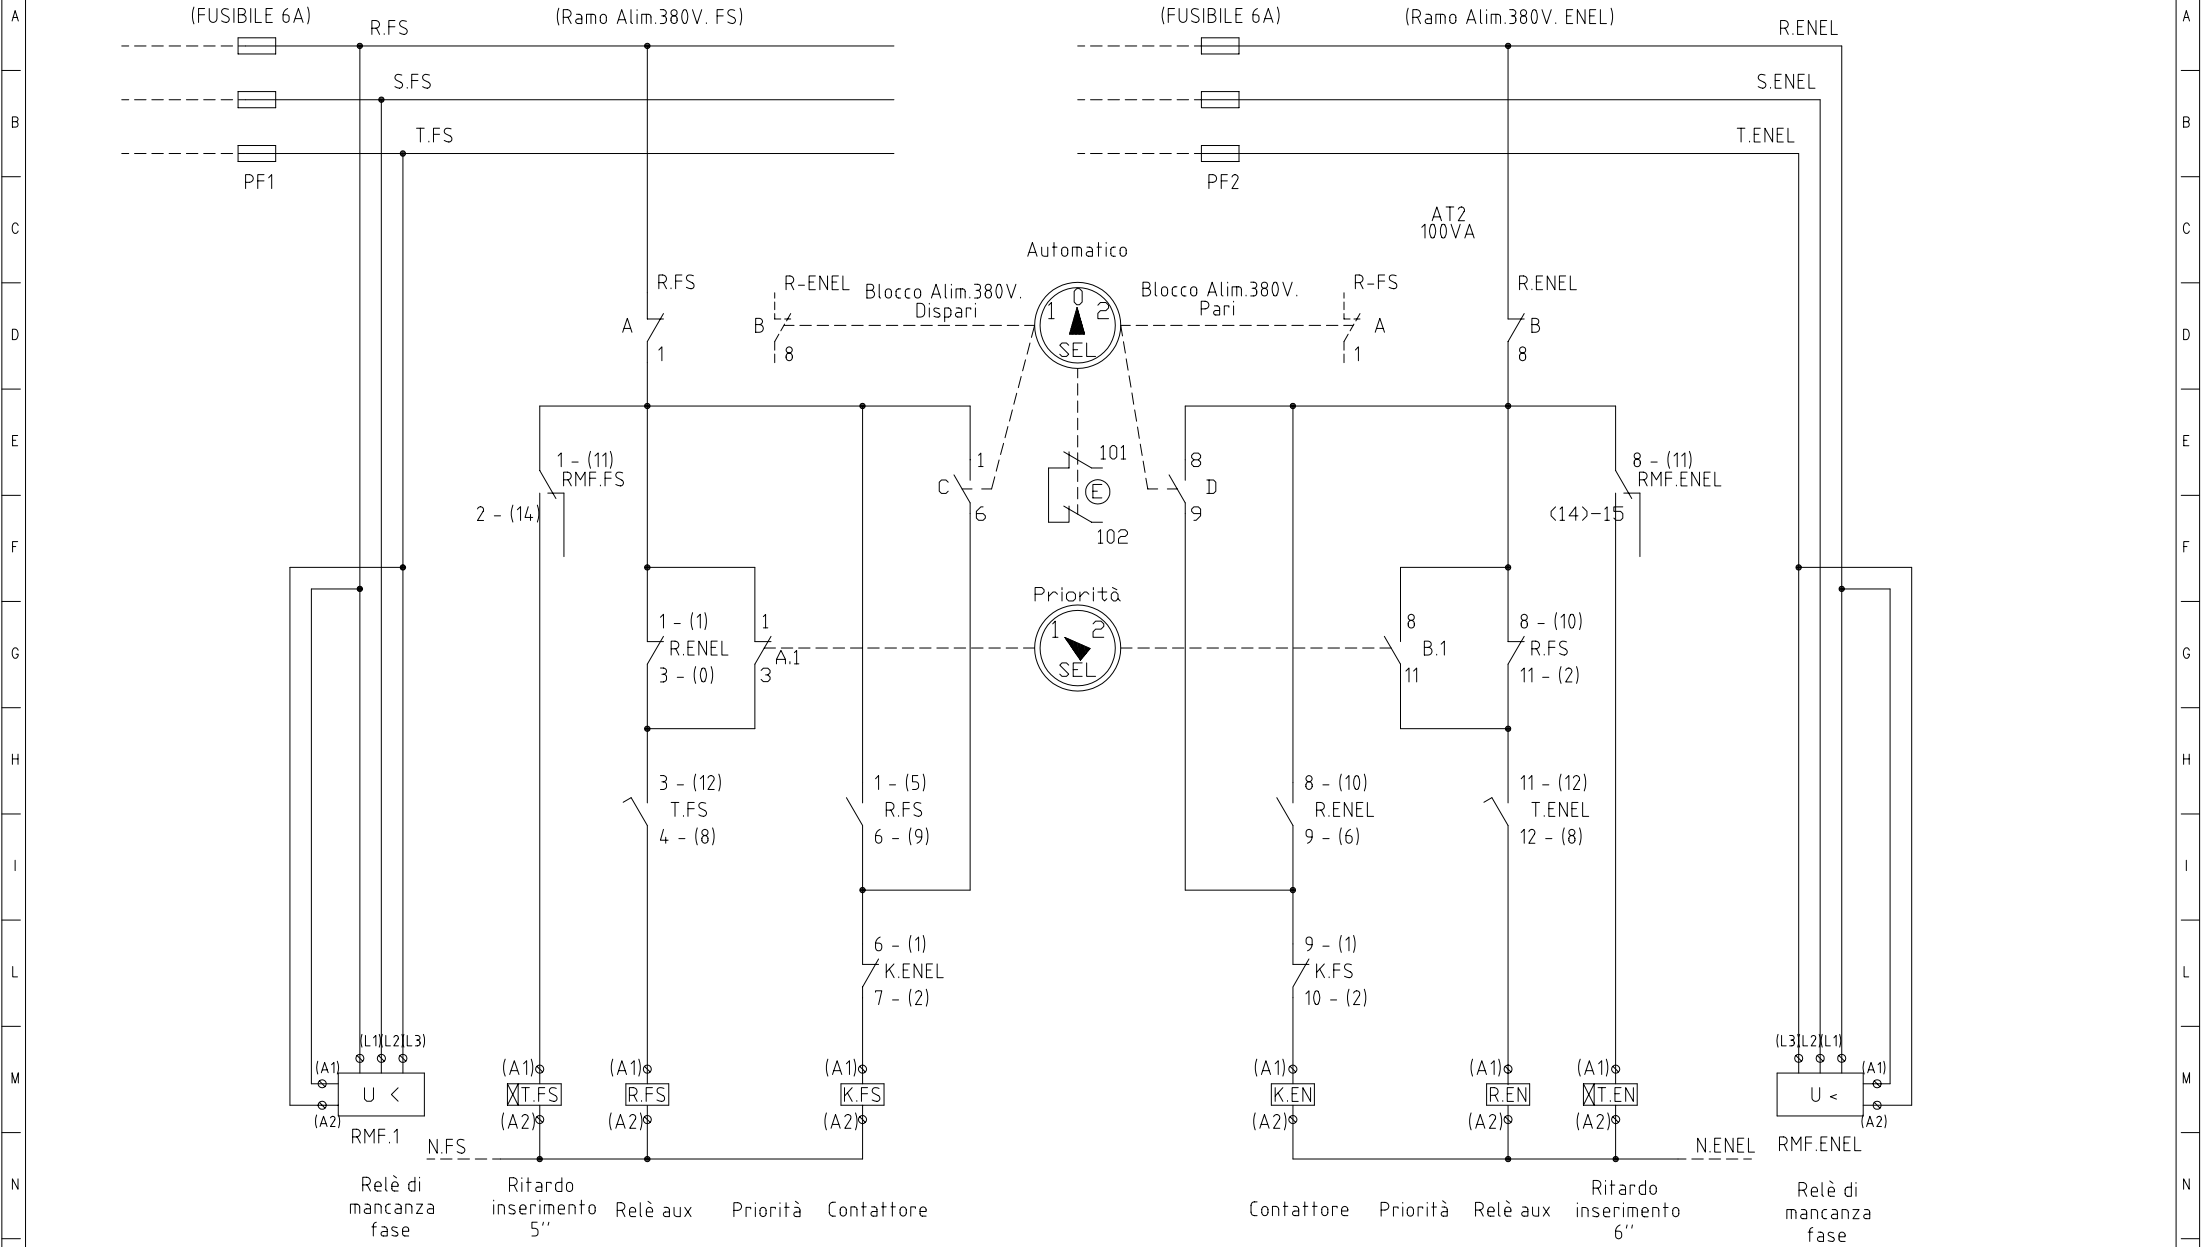 (FUSIBILE 6A)
(Ramo Alim.380V. FS)
(FUSIBILE 6A)
(Ramo Alim.380V. ENEL)
A
A
R.FS
R.ENEL
S.FS
S.ENEL
B
B
T.FS
T.ENEL
PF1
PF2
C
C
AT2
100VA
Automatico
R.FS
R-ENEL
Blocco Alim.380V.
Dispari
Blocco Alim.380V.
Pari
R-FS
R.ENEL
1 0 2
SEL
D
D
A
B
A
B
1
8
1
8
E
E
1 - (11)
RMF.FS
2 - (14)
1
C
6
101
E
102
8
D
9
8 - (11)
RMF.ENEL
(14)-15
F
F
Priorità
1 2
SEL
G
G
1 - (1)
R.ENEL
3 - (0)
1
A.1
3
8
B.1
11
8 - (10)
R.FS
11 - (2)
H
H
3 - (12)
T.FS
4 - (8)
1 - (5)
R.FS
6 - (9)
8 - (10)
R.ENEL
9 - (6)
11 - (12)
T.ENEL
12 - (8)
I
I
6 - (1)
K.ENEL
7 - (2)
9 - (1)
K.FS
10 - (2)
L
L
(L1)(L2)(L3)
(L3)(L2)(L1)
M
M
(A1)
U <
(A2)
RMF.1
(A1)
T.FS
(A2)
(A1)
R.FS
(A2)
(A1)
K.FS
(A2)
(A1)
K.EN
(A2)
(A1)
R.EN
(A2)
(A1)
T.EN
(A2)
(A1)
U <
(A2)
RMF.ENEL
N.FS
N.ENEL
N
N
Relè di
mancanza
fase
Ritardo
inserimento
5''
Relè aux
Priorità
Contattore
Contattore
Priorità
Relè aux
Ritardo
inserimento
6''
Relè di
mancanza
fase